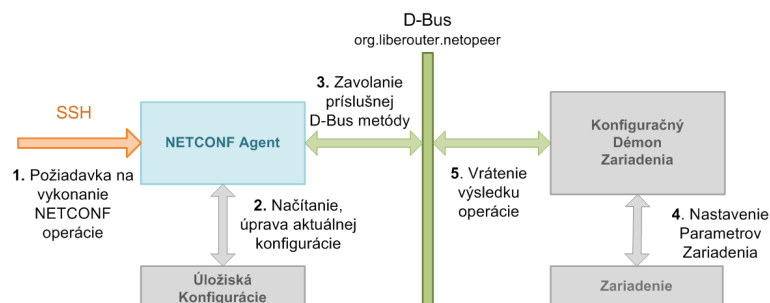 D-Bus
org.liberouter.netopeer
SSH
1. Požiadavka na
vykonanie
NETCONF
operácie
NETCONF Agent
2. Načítanie,
úprava aktuálnej
konfigurácie
Úložiská
Konfigurácie
3. Zavolanie
príslušnej
D-Bus metódy
5. Vrátenie
výsledku
operácie
Konfiguračný
Démon
Zariadenia
4. Nastavenie
Parametrov
Zariadenia
Zariadenie